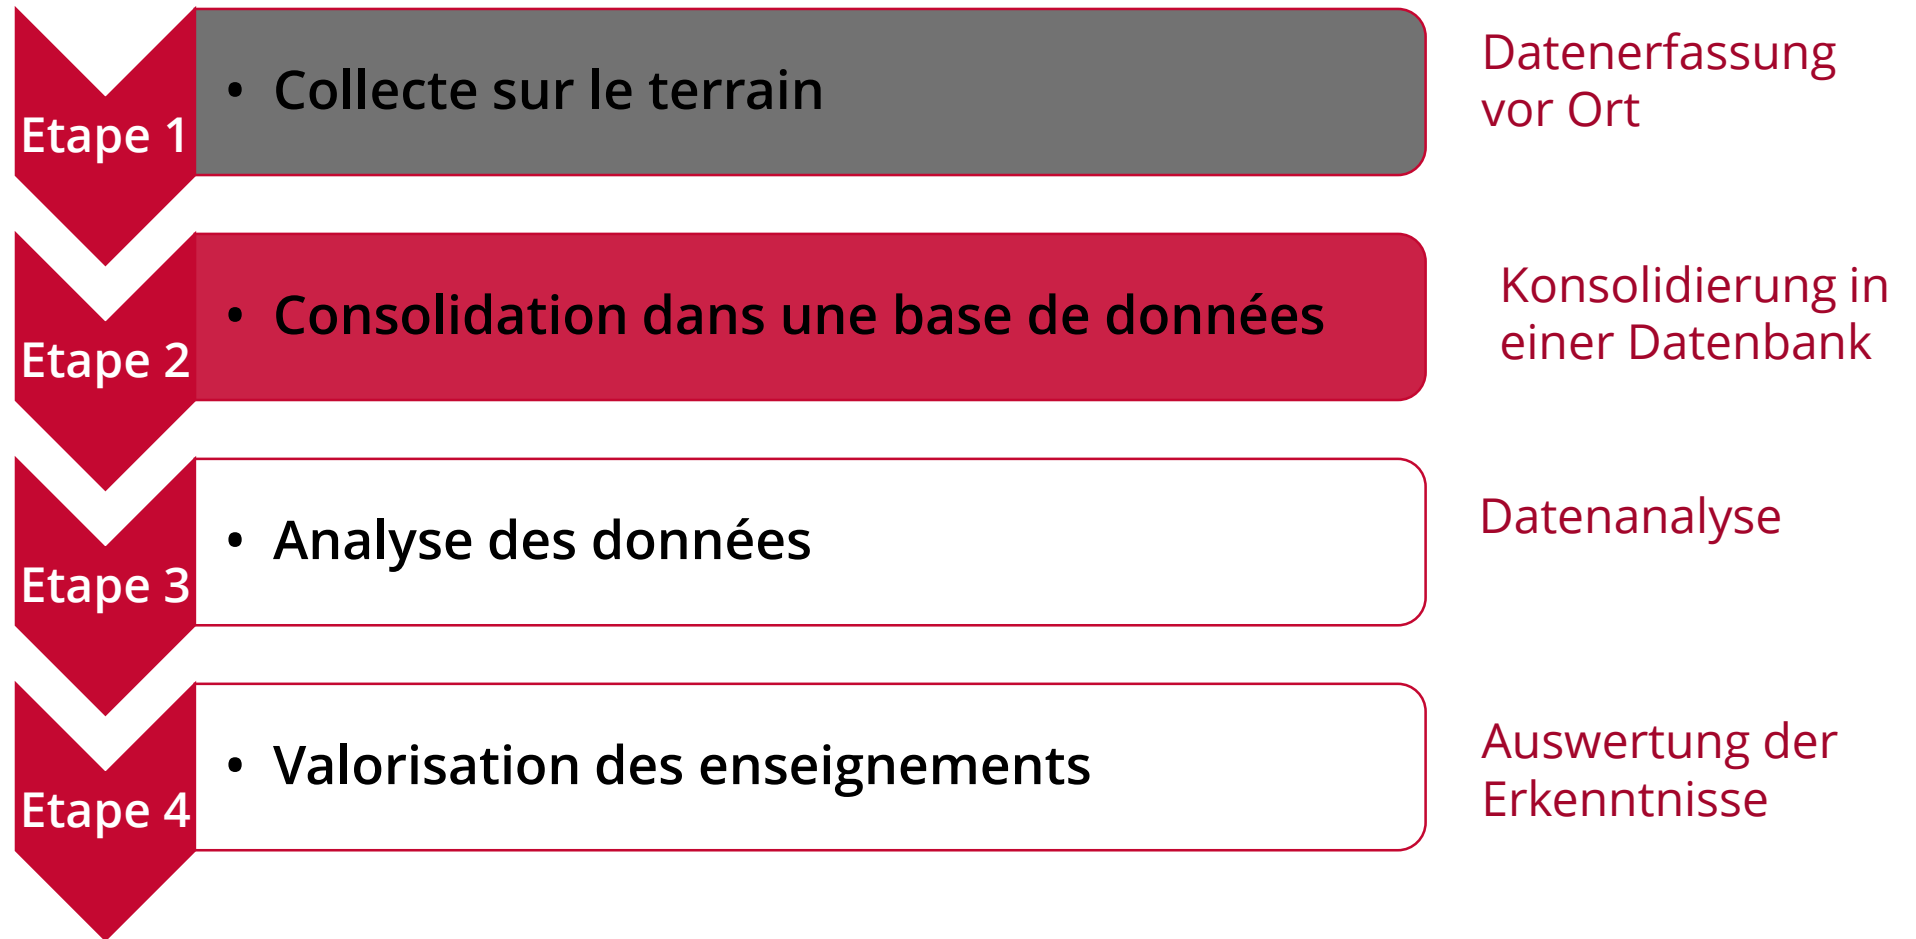 Etape 1
• Collecte sur le terrain
Datenerfassung
vor Ort
Etape 2
• Consolidation dans une base de données
Konsolidierung in
einer Datenbank
Etape 3
• Analyse des données
Datenanalyse
Etape 4
• Valorisation des enseignements
Auswertung der
Erkenntnisse